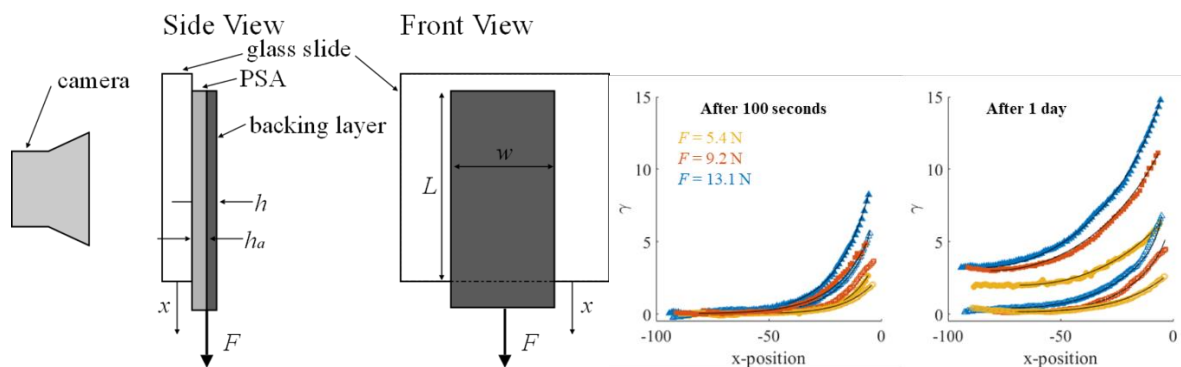 Side View
Front View
glass slide
camera
PSA
backing layer
w
L
h
hₐ
x
F
x
F
After 100 seconds
F = 5.4 N
F = 9.2 N
F = 13.1 N
15
10
5
0
γ
-100
-50
0
x-position
After 1 day
15
10
5
0
γ
-100
-50
0
x-position